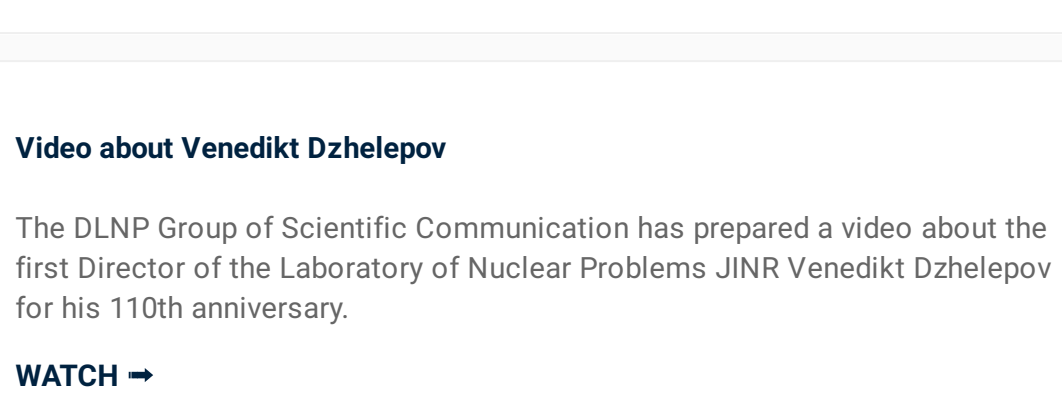 Video about Venedikt Dzhelepov
The DLNP Group of Scientific Communication has prepared a video about the
first Director of the Laboratory of Nuclear Problems JINR Venedikt Dzhelepov
for his 110th anniversary.
WATCH ➟